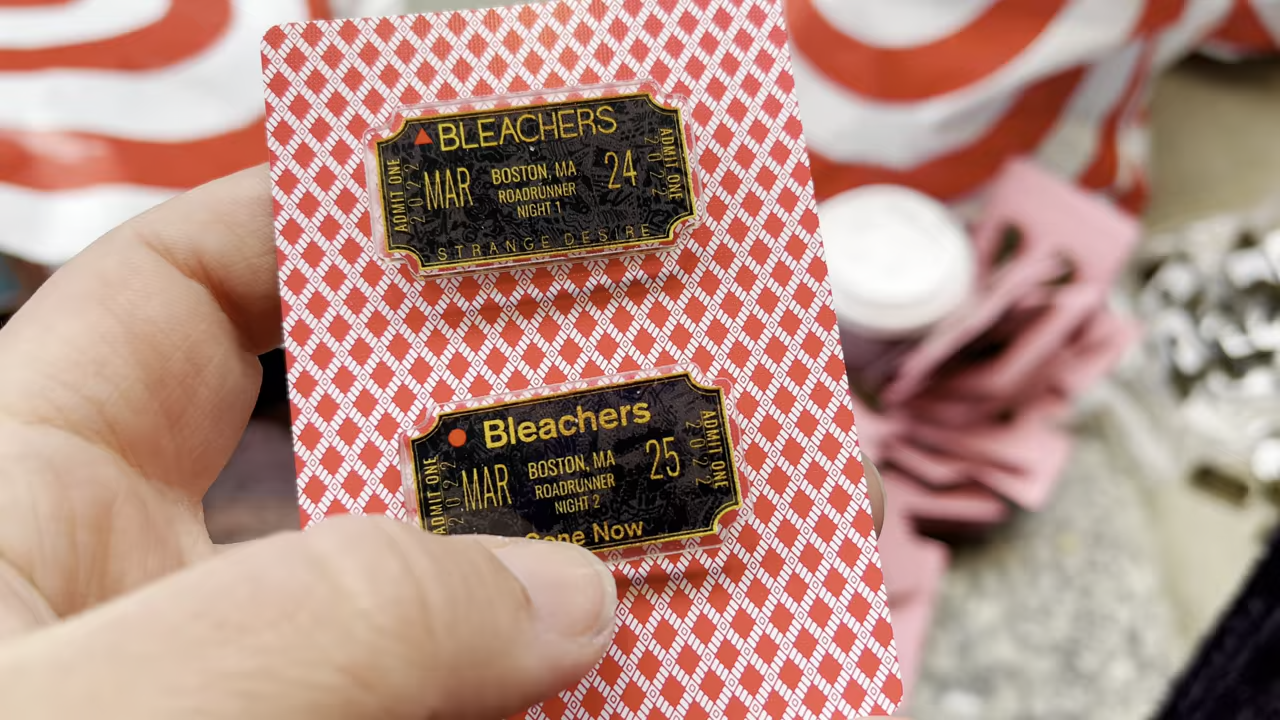 BLEACHERS
ADMIT ONE
2022
MAR
BOSTON, MA
ROADRUNNER
NIGHT 1
24
2022
ADMIT ONE
STRANGE DESIRE
Bleachers
ADMIT ONE
2022
MAR
BOSTON, MA
ROADRUNNER
NIGHT 2
25
2022
ADMIT ONE
Now